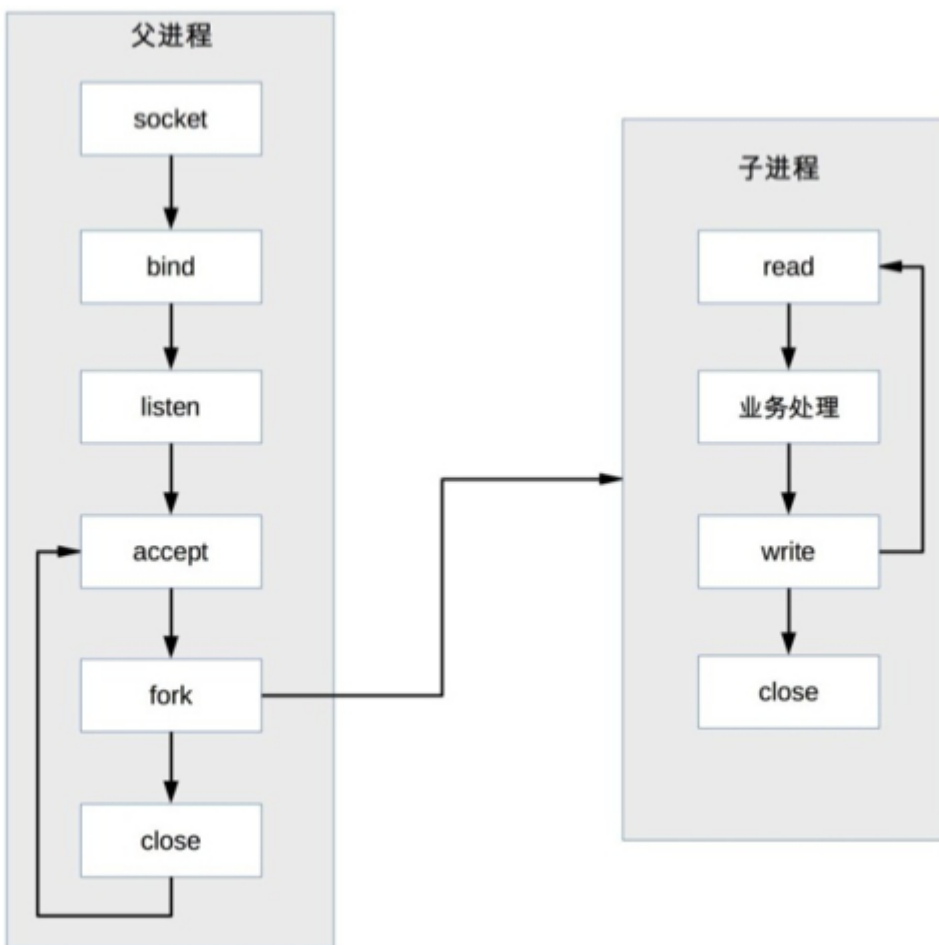 父进程
socket
bind
listen
accept
fork
close
子进程
read
业务处理
write
close